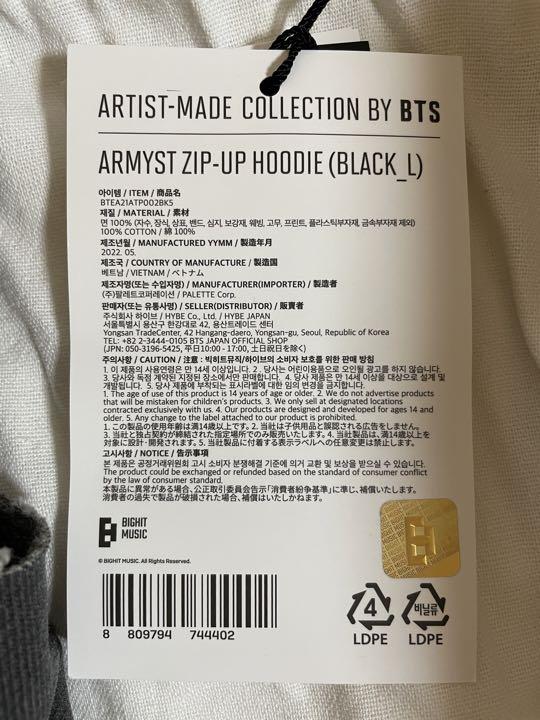 ARTIST-MADE COLLECTION BY BTS
ARMYST ZIP-UP HOODIE (BLACK_L)
아이템 / ITEM / 商品名
BTEA21ATP002BK5
재질 / MATERIAL / 素材
면 100% (자수, 장식, 상표, 밴드, 심지, 보강재, 웨빙, 고무, 프린트, 플라스틱부자재, 금속부자재 제외)
100% COTTON / 綿 100%
제조년월 / MANUFACTURED YYMM / 製造年月
2022. 05.
제조국 / COUNTRY OF MANUFACTURE / 製造国
베트남 / VIETNAM / ベトナム
제조자명(또는 수입자명) / MANUFACTURER(IMPORTER) / 製造者
(주)팔레트코퍼레이션 / PALETTE Corp.
판매자(또는 유통사명) / SELLER(DISTRIBUTOR) / 販売者
주식회사 하이브 / HYBE Co., Ltd. / HYBE JAPAN
서울특별시 용산구 한강대로 42, 용산트레이드 센터
Yongsan TradeCenter, 42 Hangang-daero, Yongsan-gu, Seoul, Republic of Korea
TEL: +82 2-3444-0105 BTS JAPAN OFFICIAL SHOP
(JPN: 050-3196-5425, 平日10:00 - 17:00, 土日祝日を除く)
주의사항 / CAUTION / 注意 : 빅히트뮤직/하이브의 소비자 보호를 위한 판매 방침
1. 이 제품의 사용연령은 만 14세 이상입니다. 2 . 당사는 어린이용품으로 오인될 광고를 하지 않습니다.
3. 당사와 독점 계약된 지정된 장소에서만 판매합니다. 4. 당사 제품은 만 14세 이상을 대상으로 설계 및
개발됩니다. 5. 당사 제품에 부착되는 표시라벨에 대한 임의 변경을 금지합니다.
1. The age of use of this product is 14 years of age or older. 2. We do not advertise products
that will be mistaken for children's products. 3. We only sell at designated locations
contracted exclusively with us. 4. Our products are designed and developed for ages 14 and
older. 5. Any change to the label attached to our product is prohibited.
1. この製品の使用年齢は満14歳以上です。2. 当社は子供用品と誤認される広告をしません。
3. 当社と独占契約が締結された指定場所でのみ販売いたします。4. 当社製品は、満14歳以上を
対象に設計・開発されます。5. 当社製品に付着する表示ラベルへの任意変更は禁止します。
고시사항 / NOTICE / 告示事項
본 제품은 공정거래위원회 고시 소비자 분쟁해결 기준에 의거 교환 및 보상을 받으실 수 있습니다.
The product could be exchanged or refunded based on the standard of consumer conflict
by the law of consumer standard.
本製品に異常がある場合、公正取引委員会告示「消費者紛争基準」に準じ、補償いたします。
消費者の過失で製品が破損された場合、補償はいたしかねます。
BIGHIT
MUSIC
© BIGHIT MUSIC. All Rights Reserved.
8 809794 744402
4
LDPE
비닐류
LDPE